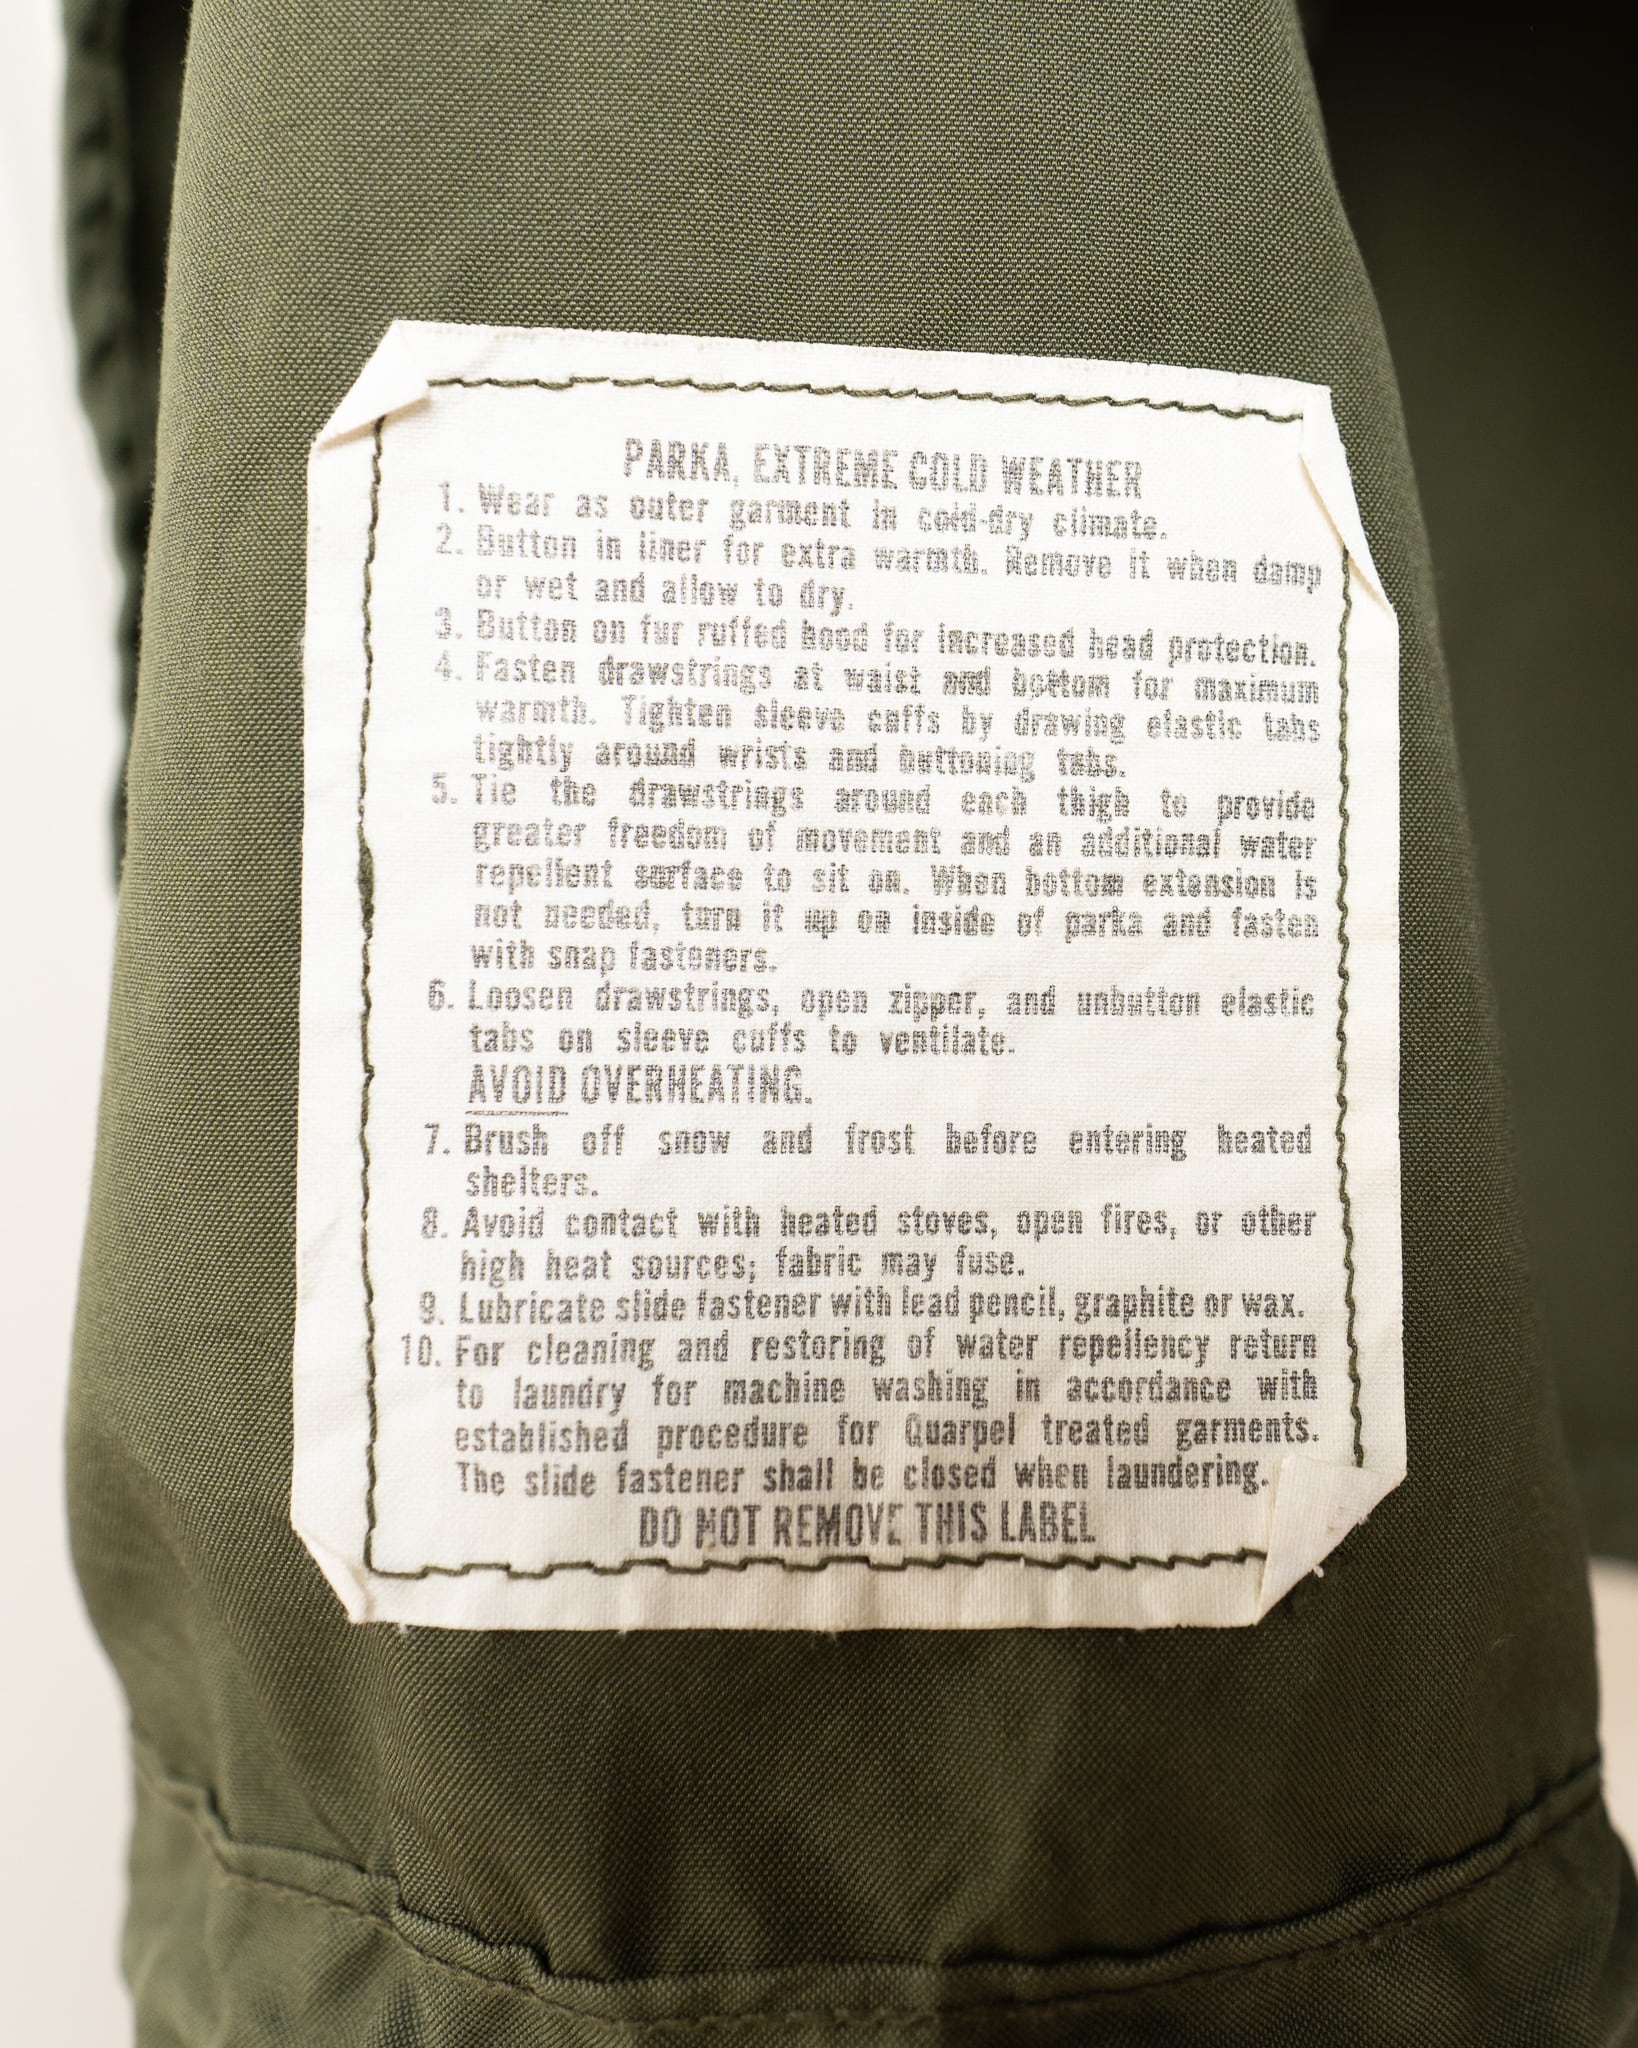 PARKA, EXTREME COLD WEATHER
1. Wear as outer garment in cold-dry climate.
2. Button in liner for extra warmth. Remove it when damp
or wet and allow to dry.
3. Button on fur ruffed hood for increased head protection.
4. Fasten drawstrings at waist and bottom for maximum
warmth. Tighten sleeve cuffs by drawing elastic tabs
tightly around wrists and buttoning tabs.
5. Tie the drawstrings around each thigh to provide
greater freedom of movement and an additional water
repellent surface to sit on. When bottom extension is
not needed, turn it up on inside of parka and fasten
with snap fasteners.
6. Loosen drawstrings, open zipper, and unbutton elastic
tabs on sleeve cuffs to ventilate.
AVOID OVERHEATING.
7. Brush off snow and frost before entering heated
shelters.
8. Avoid contact with heated stoves, open fires, or other
high heat sources; fabric may fuse.
9. Lubricate slide fastener with lead pencil, graphite or wax.
10. For cleaning and restoring of water repellency return
to laundry for machine washing in accordance with
established procedure for Quarpel treated garments.
The slide fastener shall be closed when laundering.
DO NOT REMOVE THIS LABEL